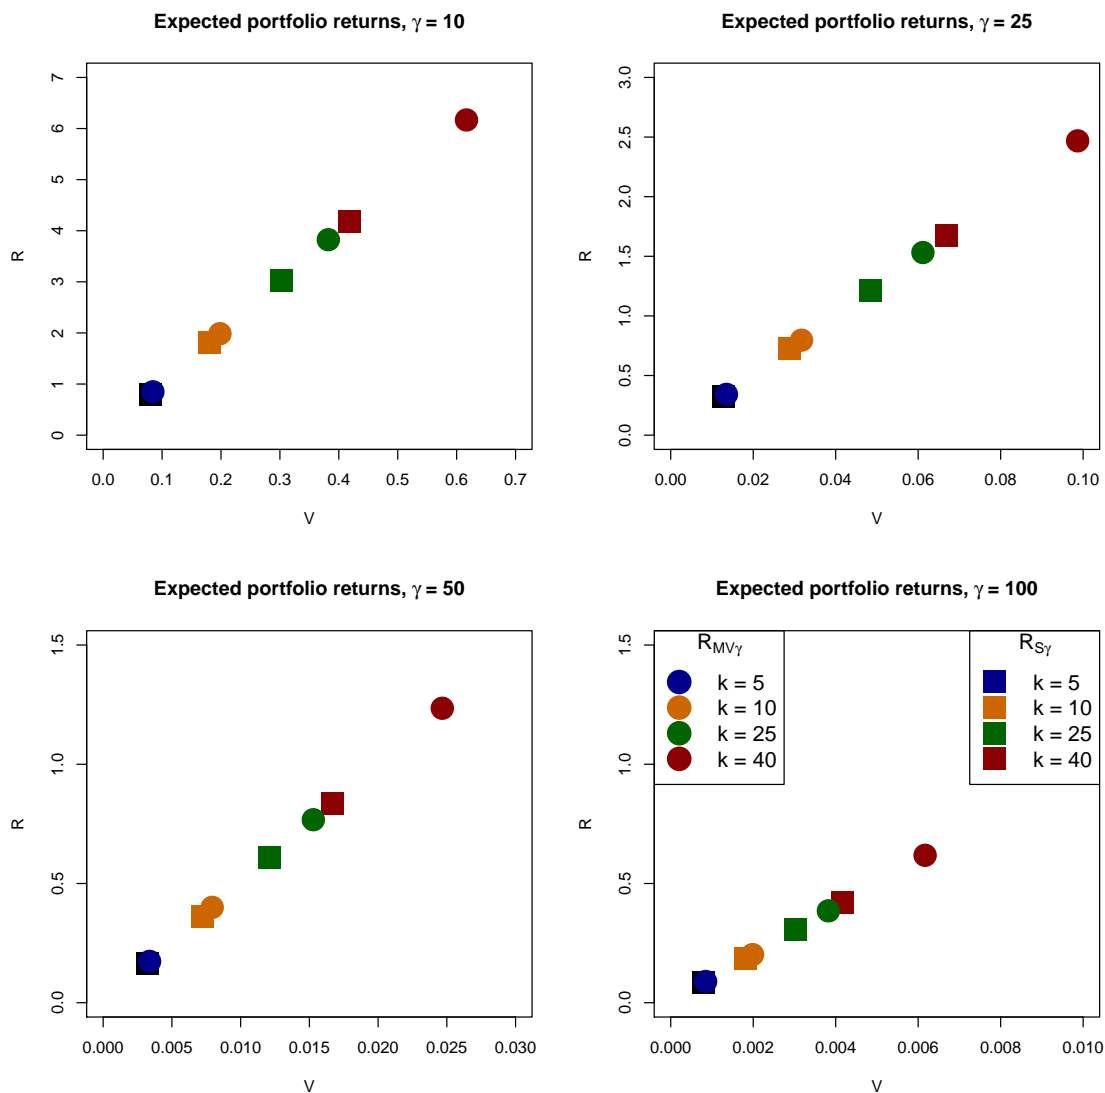 Expected portfolio returns, γ = 10
7
6
5
4
3
2
1
0
R
0.0 0.1 0.2 0.3 0.4 0.5 0.6 0.7
V
Expected portfolio returns, γ = 25
3.0
2.5
2.0
1.5
1.0
0.5
0.0
R
0.00 0.02 0.04 0.06 0.08 0.10
V
Expected portfolio returns, γ = 50
1.5
1.0
0.5
0.0
R
0.000 0.005 0.010 0.015 0.020 0.025 0.030
V
Expected portfolio returns, γ = 100
R_MVγ
k = 5
k = 10
k = 25
k = 40
R_Sγ
k = 5
k = 10
k = 25
k = 40
1.5
1.0
0.5
0.0
R
0.000 0.002 0.004 0.006 0.008 0.010
V